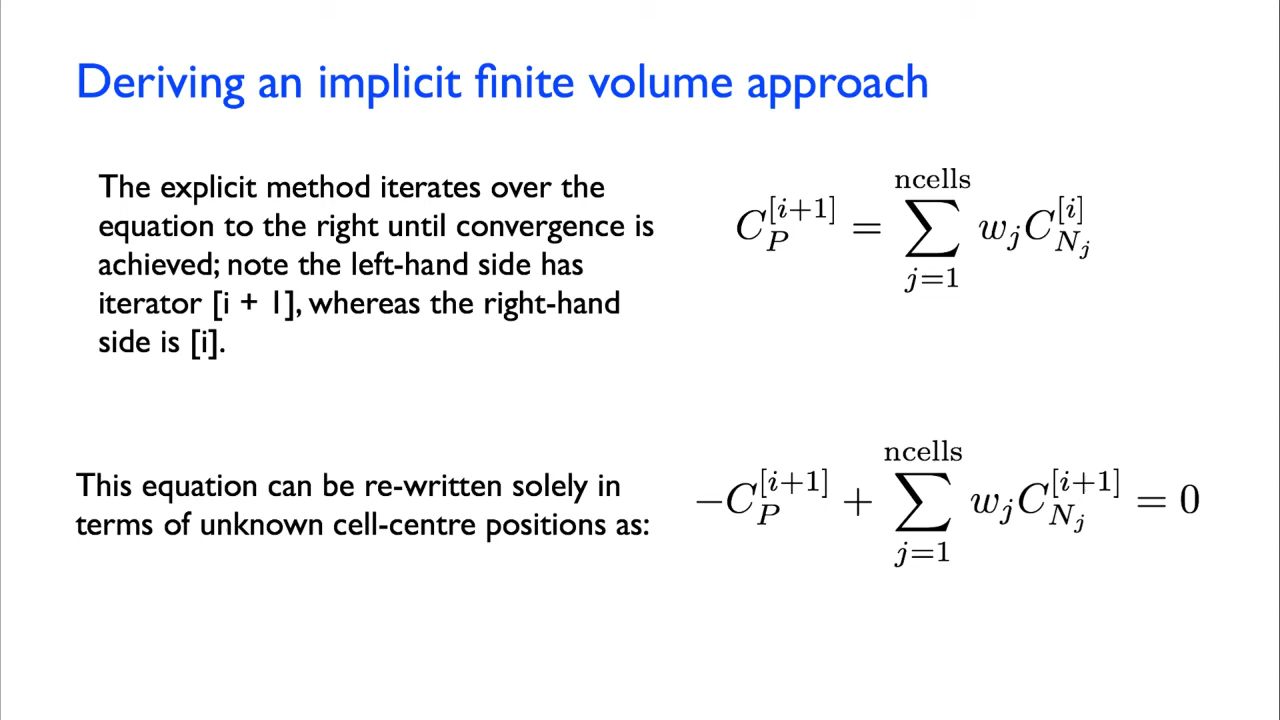 Deriving an implicit finite volume approach
The explicit method iterates over the
equation to the right until convergence is
achieved; note the left-hand side has
iterator [i + 1], whereas the right-hand
side is [i].
C_P^{[i+1]} = \sum_{j=1}^{ncells} w_j C_{N_j}^{[i]}
This equation can be re-written solely in
terms of unknown cell-centre positions as:
-C_P^{[i+1]} + \sum_{j=1}^{ncells} w_j C_{N_j}^{[i+1]} = 0